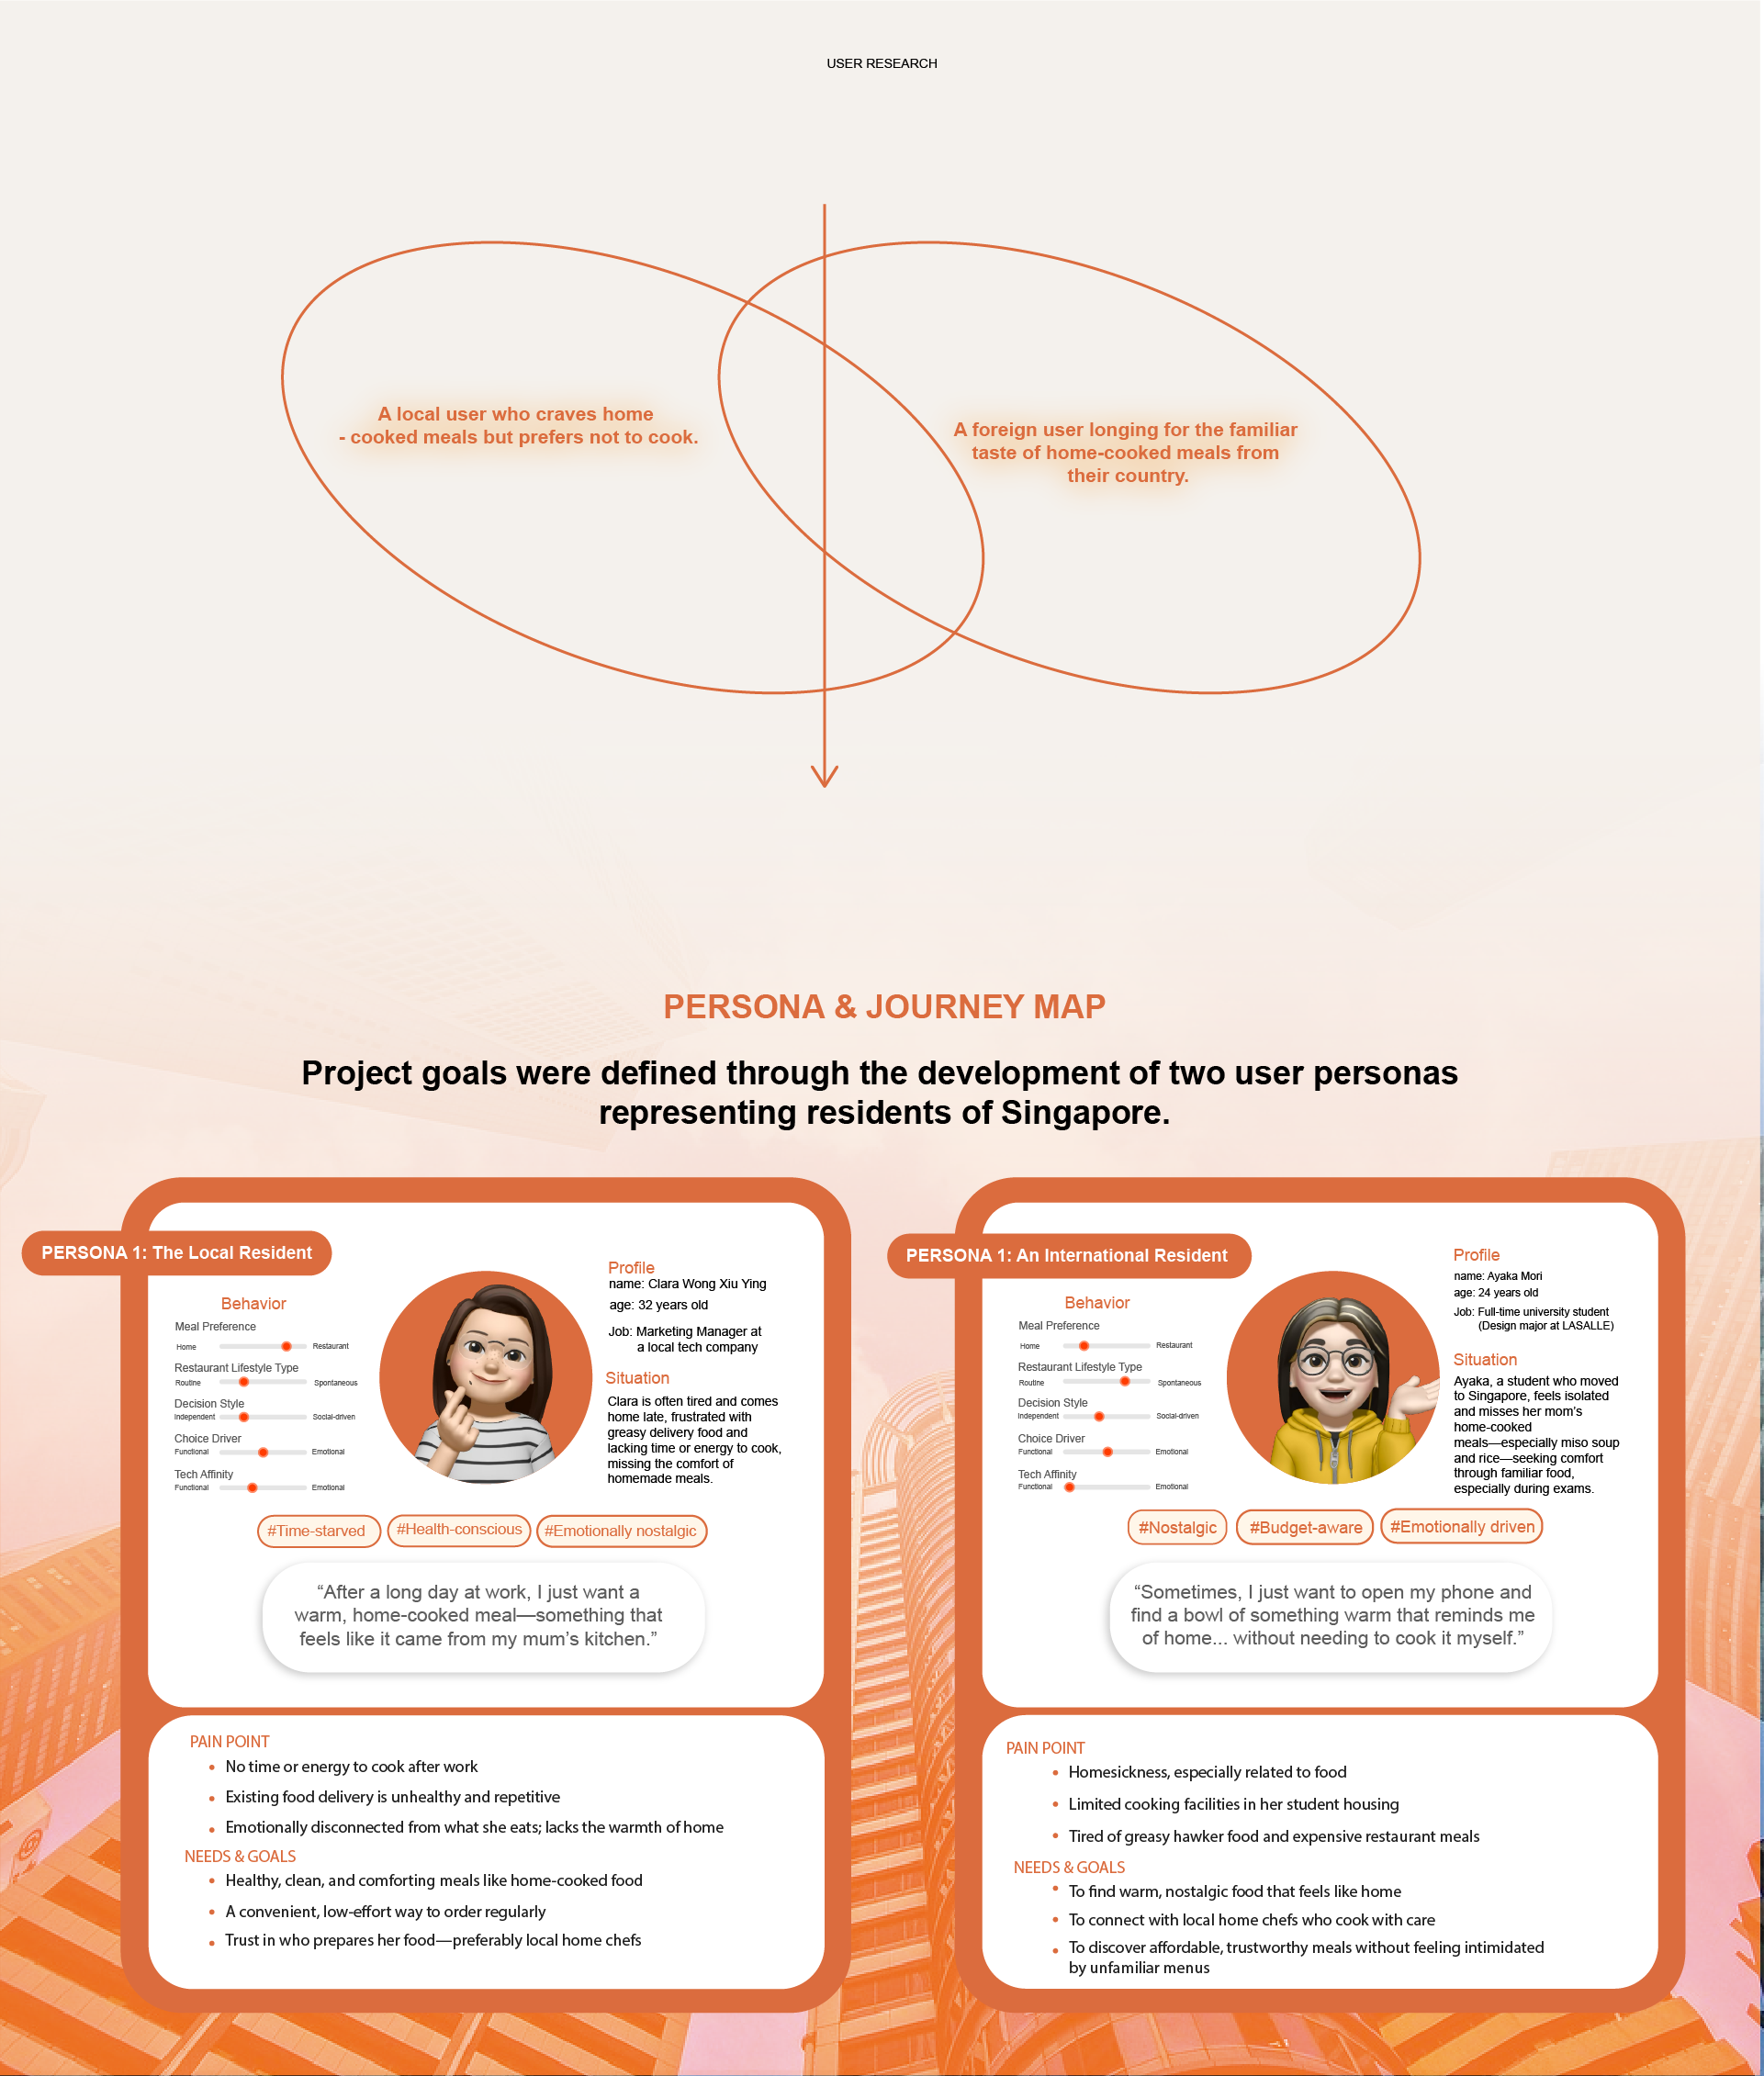 USER RESEARCH
A local user who craves home
- cooked meals but prefers not to cook.
A foreign user longing for the familiar
taste of home-cooked meals from
their country.
PERSONA & JOURNEY MAP
Project goals were defined through the development of two user personas
representing residents of Singapore.
PERSONA 1: The Local Resident
Behavior
Meal Preference
Home Restaurant
Restaurant Lifestyle Type
Routine Spontaneous
Decision Style
Independent Social-driven
Choice Driver
Functional Emotional
Tech Affinity
Functional Emotional
Profile
name: Clara Wong Xiu Ying
age: 32 years old
Job: Marketing Manager at
a local tech company
Situation
Clara is often tired and comes
home late, frustrated with
greasy delivery food and
lacking time or energy to cook,
missing the comfort of
homemade meals.
#Time-starved #Health-conscious #Emotionally nostalgic
“After a long day at work, I just want a
warm, home-cooked meal—something that
feels like it came from my mum’s kitchen.”
PAIN POINT
• No time or energy to cook after work
• Existing food delivery is unhealthy and repetitive
• Emotionally disconnected from what she eats; lacks the warmth of home
NEEDS & GOALS
• Healthy, clean, and comforting meals like home-cooked food
• A convenient, low-effort way to order regularly
• Trust in who prepares her food—preferably local home chefs
PERSONA 1: An International Resident
Behavior
Meal Preference
Home Restaurant
Restaurant Lifestyle Type
Routine Spontaneous
Decision Style
Independent Social-driven
Choice Driver
Functional Emotional
Tech Affinity
Functional Emotional
Profile
name: Ayaka Mori
age: 24 years old
Job: Full-time university student
(Design major at LASALLE)
Situation
Ayaka, a student who moved
to Singapore, feels isolated
and misses her mom’s
home-cooked
meals—especially miso soup
and rice—seeking comfort
through familiar food,
especially during exams.
#Nostalgic #Budget-aware #Emotionally driven
“Sometimes, I just want to open my phone and
find a bowl of something warm that reminds me
of home... without needing to cook it myself.”
PAIN POINT
• Homesickness, especially related to food
• Limited cooking facilities in her student housing
• Tired of greasy hawker food and expensive restaurant meals
NEEDS & GOALS
• To find warm, nostalgic food that feels like home
• To connect with local home chefs who cook with care
• To discover affordable, trustworthy meals without feeling intimidated
by unfamiliar menus